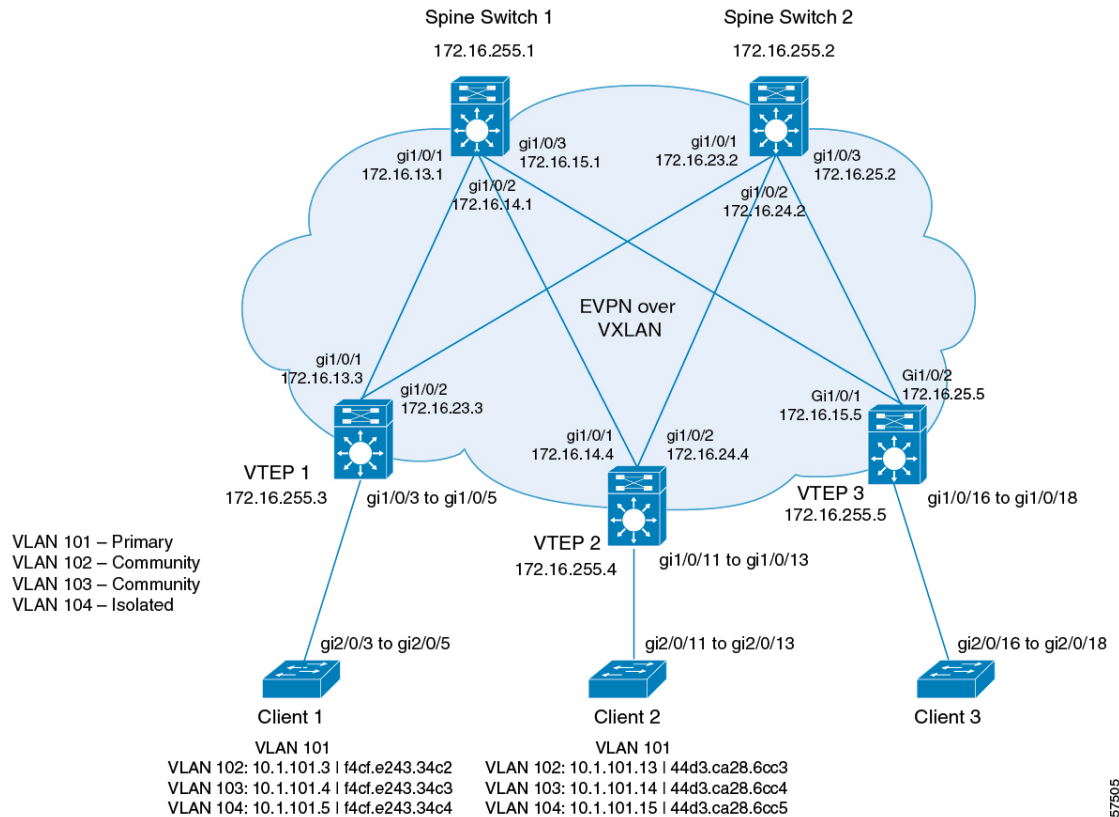 Spine Switch 1
172.16.255.1
Spine Switch 2
172.16.255.2
gi1/0/1
172.16.13.1
gi1/0/3
172.16.15.1
gi1/0/2
172.16.14.1
gi1/0/1
172.16.23.2
gi1/0/3
172.16.25.2
gi1/0/2
172.16.24.2
EVPN over
VXLAN
gi1/0/1
172.16.13.3
gi1/0/2
172.16.23.3
VTEP 1
172.16.255.3
gi1/0/3 to gi1/0/5
gi1/0/1
172.16.14.4
gi1/0/2
172.16.24.4
VTEP 2
172.16.255.4
gi1/0/11 to gi1/0/13
Gi1/0/1
172.16.15.5
Gi1/0/2
172.16.25.5
VTEP 3
172.16.255.5
gi1/0/16 to gi1/0/18
VLAN 101 – Primary
VLAN 102 – Community
VLAN 103 – Community
VLAN 104 – Isolated
gi2/0/3 to gi2/0/5
gi2/0/11 to gi2/0/13
gi2/0/16 to gi2/0/18
Client 1
VLAN 101
VLAN 102: 10.1.101.3 | f4cf.e243.34c2
VLAN 103: 10.1.101.4 | f4cf.e243.34c3
VLAN 104: 10.1.101.5 | f4cf.e243.34c4
Client 2
VLAN 101
VLAN 102: 10.1.101.13 | 44d3.ca28.6cc3
VLAN 103: 10.1.101.14 | 44d3.ca28.6cc4
VLAN 104: 10.1.101.15 | 44d3.ca28.6cc5
Client 3
57505